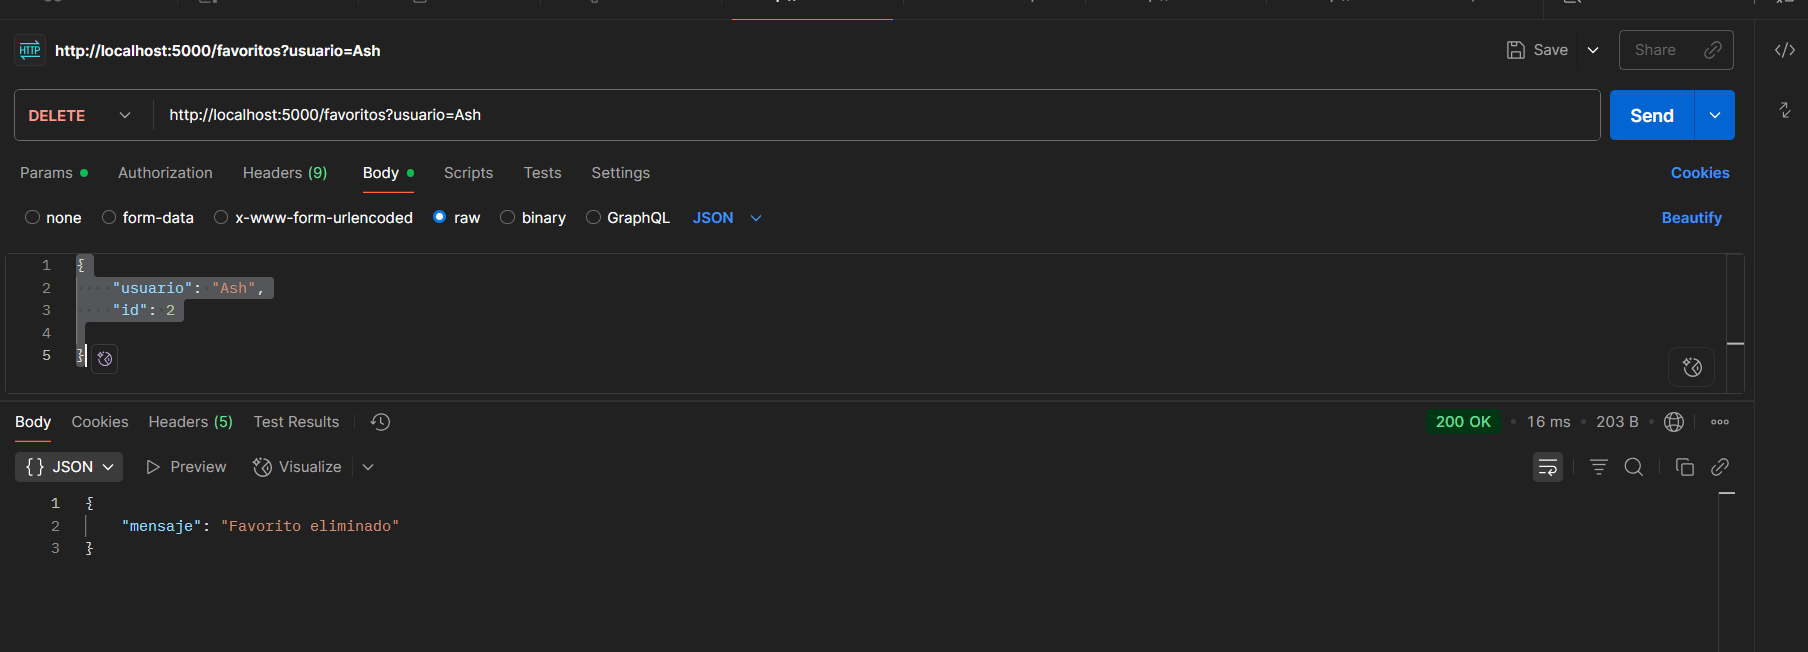 HTTP http://localhost:5000/favoritos?usuario=Ash Save Share
DELETE http://localhost:5000/favoritos?usuario=Ash Send
Params Authorization Headers (9) Body Scripts Tests Settings Cookies
none form-data x-www-form-urlencoded raw binary GraphQL JSON Beautify
1 {
2 "usuario": "Ash",
3 "id": 2
4
5 }
Body Cookies Headers (5) Test Results 200 OK • 16 ms • 203 B
{ } JSON Preview Visualize
1 {
2 "mensaje": "Favorito eliminado"
3 }